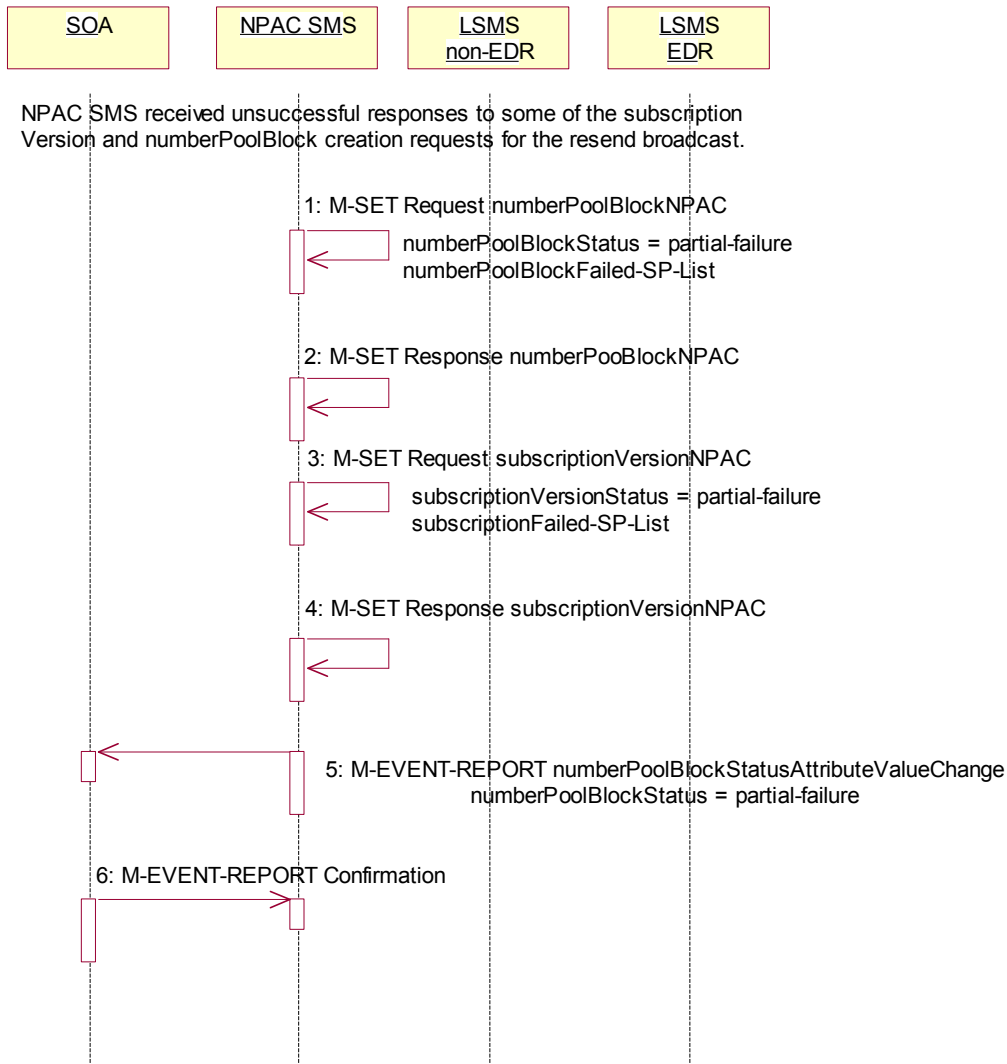 SOA
NPAC SMS
LSMS
non-EDR
LSMS
EDR
NPAC SMS received unsuccessful responses to some of the subscription
Version and numberPoolBlock creation requests for the resend broadcast.
1: M-SET Request numberPoolBlockNPAC
numberPoolBlockStatus = partial-failure
numberPoolBlockFailed-SP-List
2: M-SET Response numberPooBlockNPAC
3: M-SET Request subscriptionVersionNPAC
subscriptionVersionStatus = partial-failure
subscriptionFailed-SP-List
4: M-SET Response subscriptionVersionNPAC
5: M-EVENT-REPORT numberPoolBlockStatusAttributeValueChange
numberPoolBlockStatus = partial-failure
6: M-EVENT-REPORT Confirmation